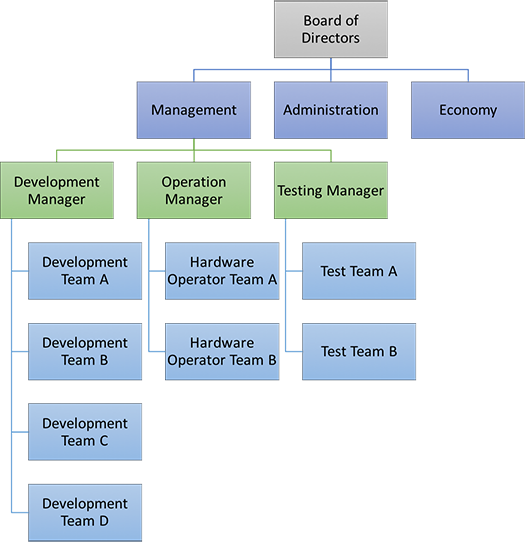 Board of
Directors
Management
Administration
Economy
Development
Manager
Operation
Manager
Testing Manager
Development
Team A
Hardware
Operator Team A
Test Team A
Development
Team B
Hardware
Operator Team B
Test Team B
Development
Team C
Development
Team D